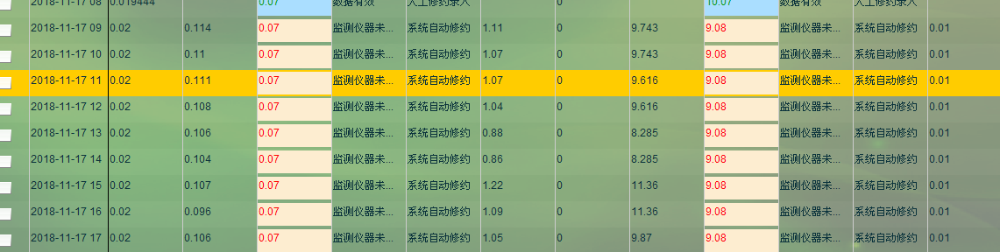 2018-11-17 08 0.019444 0.07 数据有效 人工修约录入 0 10.07 数据有效 人工修约录入
2018-11-17 09 0.02 0.114 0.07 监测仪器未... 系统自动修约 1.11 0 9.743 9.08 监测仪器未... 系统自动修约 0.01
2018-11-17 10 0.02 0.11 0.07 监测仪器未... 系统自动修约 1.07 0 9.743 9.08 监测仪器未... 系统自动修约 0.01
2018-11-17 11 0.02 0.111 0.07 监测仪器未... 系统自动修约 1.07 0 9.616 9.08 监测仪器未... 系统自动修约 0.01
2018-11-17 12 0.02 0.108 0.07 监测仪器未... 系统自动修约 1.04 0 9.616 9.08 监测仪器未... 系统自动修约 0.01
2018-11-17 13 0.02 0.106 0.07 监测仪器未... 系统自动修约 0.88 0 8.285 9.08 监测仪器未... 系统自动修约 0.01
2018-11-17 14 0.02 0.104 0.07 监测仪器未... 系统自动修约 0.86 0 8.285 9.08 监测仪器未... 系统自动修约 0.01
2018-11-17 15 0.02 0.107 0.07 监测仪器未... 系统自动修约 1.22 0 11.36 9.08 监测仪器未... 系统自动修约 0.01
2018-11-17 16 0.02 0.096 0.07 监测仪器未... 系统自动修约 1.09 0 11.36 9.08 监测仪器未... 系统自动修约 0.01
2018-11-17 17 0.02 0.106 0.07 监测仪器未... 系统自动修约 1.05 0 9.87 9.08 监测仪器未... 系统自动修约 0.01